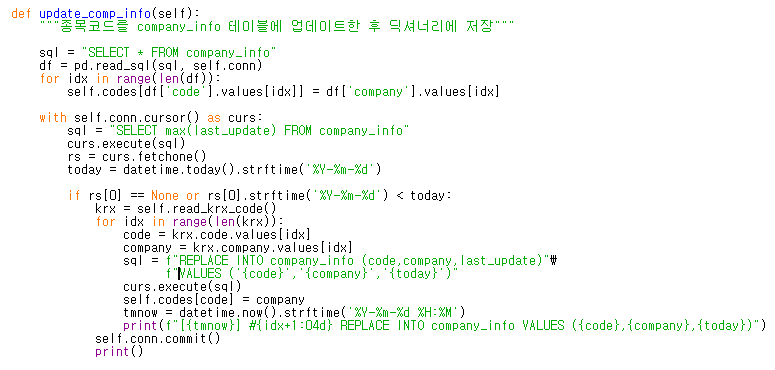 def update_comp_info(self):
    """종목코드를 company_info 테이블에 업데이트한 후 딕셔너리에 저장"""

    sql = "SELECT * FROM company_info"
    df = pd.read_sql(sql, self.conn)
    for idx in range(len(df)):
        self.codes[df['code'].values[idx]] = df['company'].values[idx]

    with self.conn.cursor() as curs:
        sql = "SELECT max(last_update) FROM company_info"
        curs.execute(sql)
        rs = curs.fetchone()
        today = datetime.today().strftime('%Y-%m-%d')

        if rs[0] == None or rs[0].strftime('%Y-%m-%d') < today:
            krx = self.read_krx_code()
            for idx in range(len(krx)):
                code = krx.code.values[idx]
                company = krx.company.values[idx]
                sql = f"REPLACE INTO company_info (code,company,last_update)"₩
                      f"VALUES ('{code}','{company}','{today}')"
                curs.execute(sql)
                self.codes[code] = company
                tmnow = datetime.now().strftime('%Y-%m-%d %H:%M')
                print(f"[{tmnow}] #{idx+1:04d} REPLACE INTO company_info VALUES ({code},{company},{today})")
            self.conn.commit()
            print()